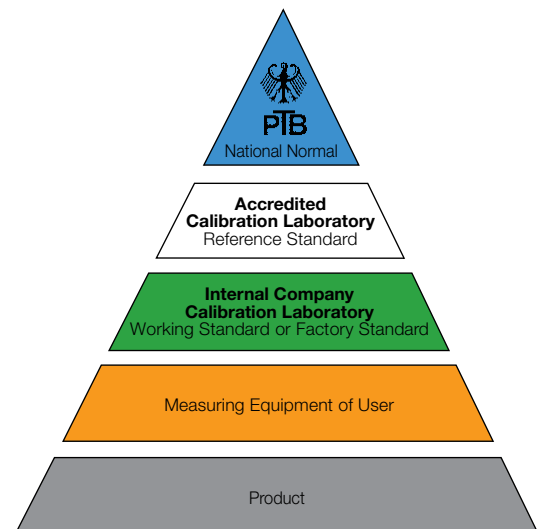 PTB
National Normal
Accredited
Calibration Laboratory
Reference Standard
Internal Company
Calibration Laboratory
Working Standard or Factory Standard
Measuring Equipment of User
Product